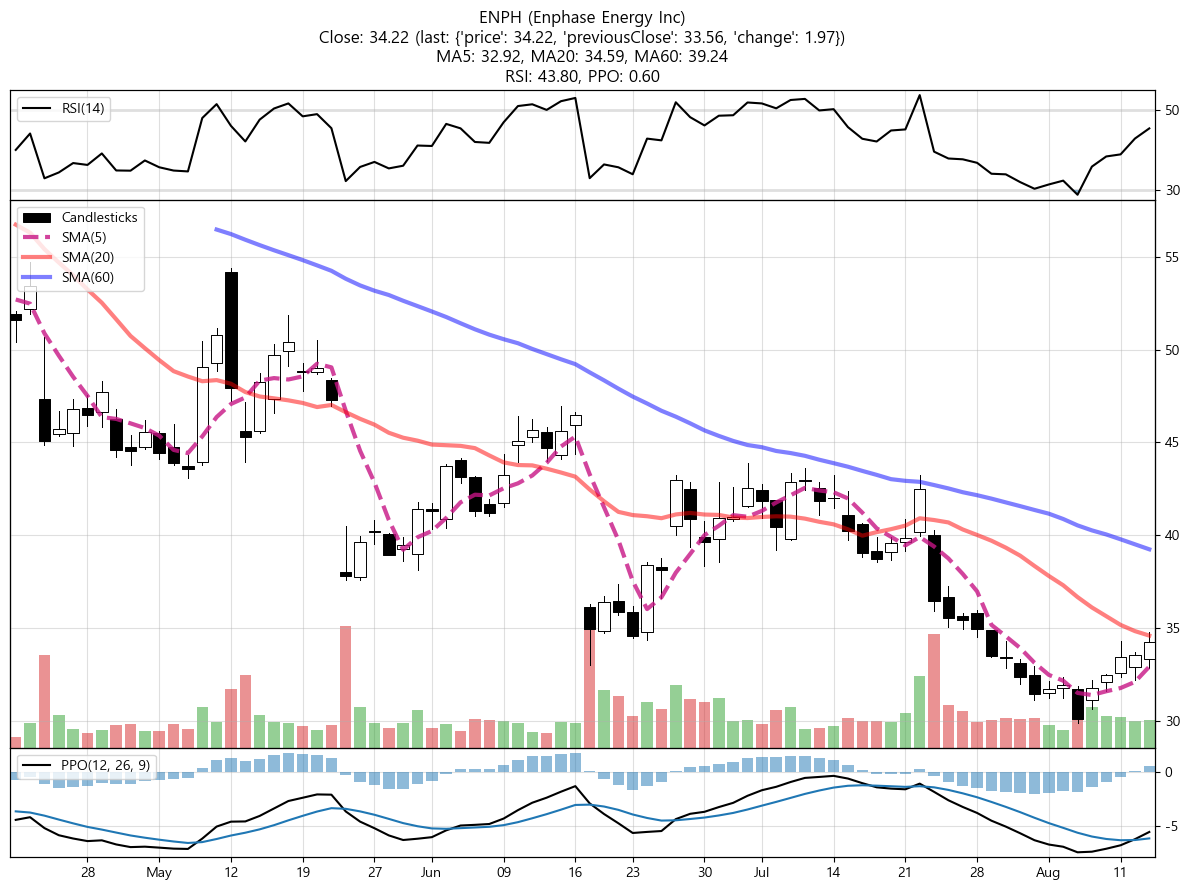 ENPH (Enphase Energy Inc)
Close: 34.22 (last: {'price': 34.22, 'previousClose': 33.56, 'change': 1.97})
MA5: 32.92, MA20: 34.59, MA60: 39.24
RSI: 43.80, PPO: 0.60
RSI(14)
50
30
Candlesticks
SMA(5)
SMA(20)
SMA(60)
55
50
45
40
35
30
PPO(12, 26, 9)
0
-5
28 May 12 19 27 Jun 09 16 23 30 Jul 14 21 28 Aug 11